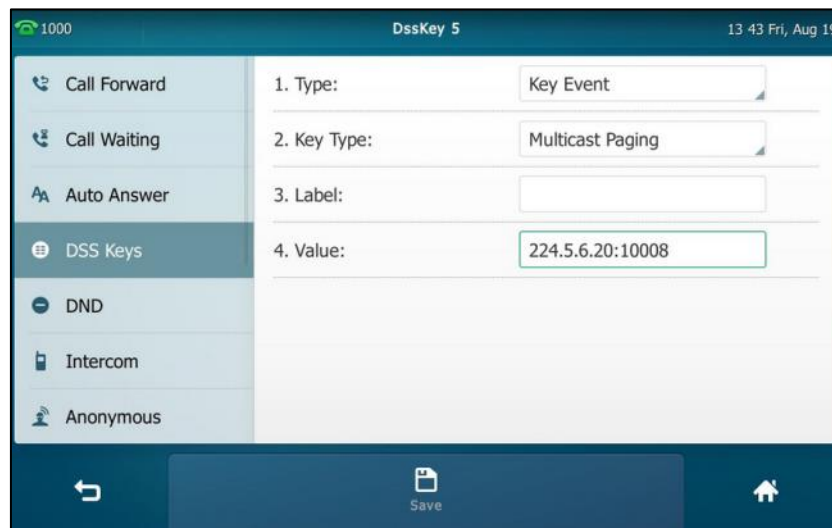 1000 DssKey 5 13 43 Fri, Aug 19
Call Forward
Call Waiting
Auto Answer
DSS Keys
DND
Intercom
Anonymous
1. Type: Key Event
2. Key Type: Multicast Paging
3. Label:
4. Value: 224.5.6.20:10008
Save